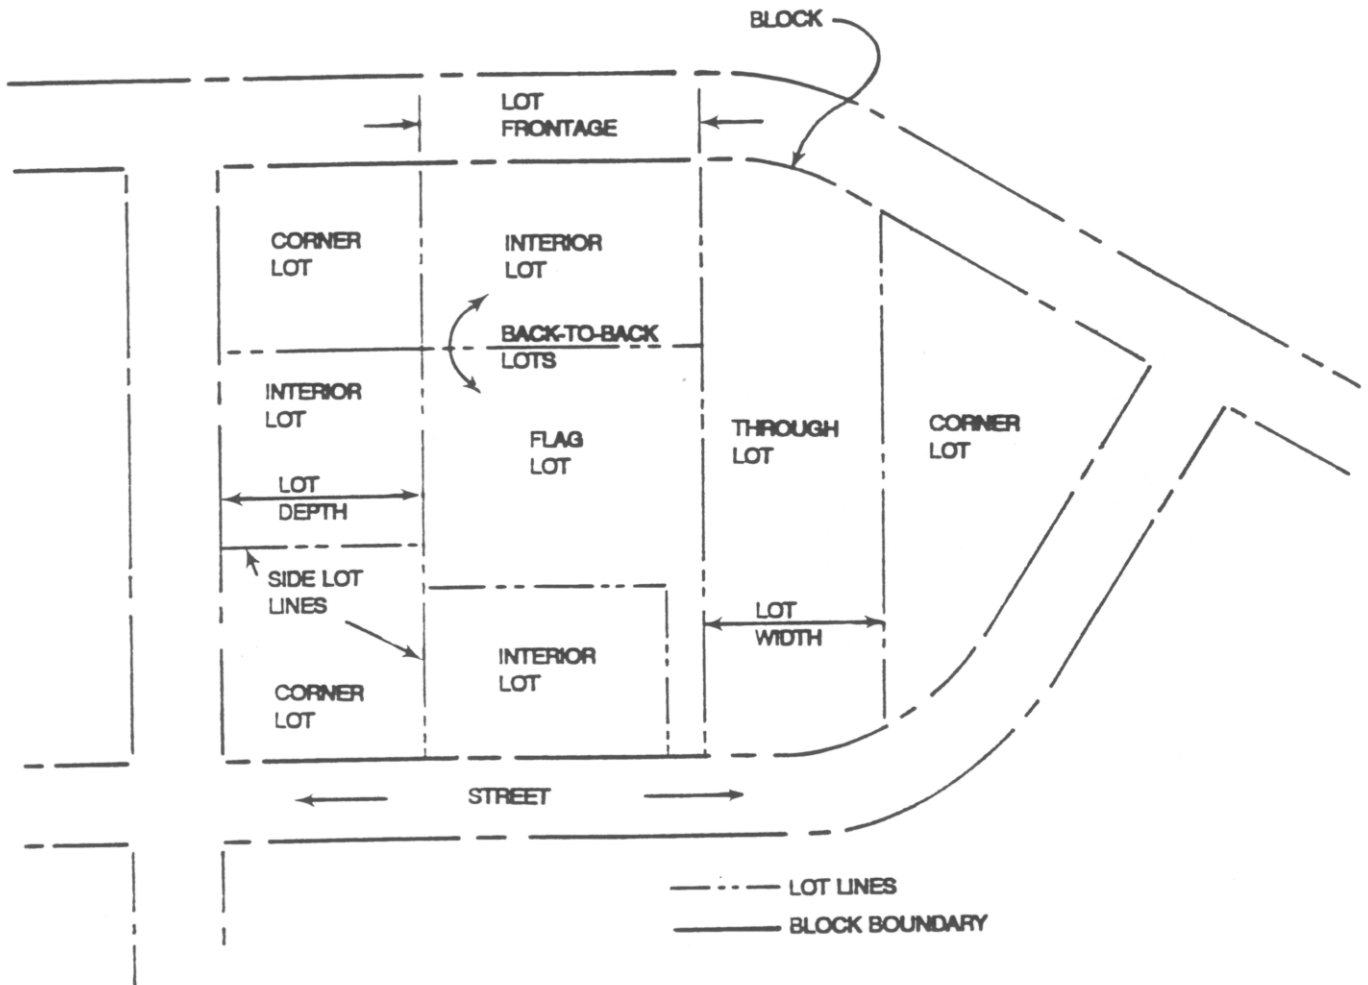 BLOCK
LOT
FRONTAGE
CORNER
LOT
INTERIOR
LOT
BACK-TO-BACK
LOTS
INTERIOR
LOT
FLAG
LOT
THROUGH
LOT
CORNER
LOT
LOT
DEPTH
SIDE LOT
LINES
LOT
WIDTH
INTERIOR
LOT
CORNER
LOT
STREET
LOT LINES
BLOCK BOUNDARY